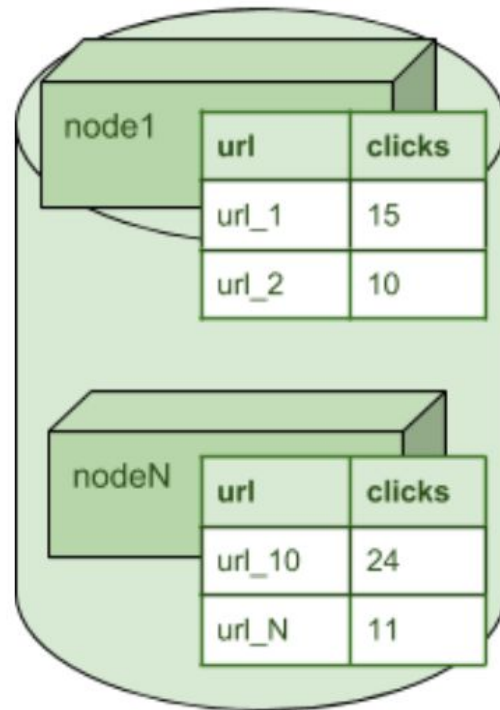 node1
url clicks
url_1 15
url_2 10
nodeN
url clicks
url_10 24
url_N 11